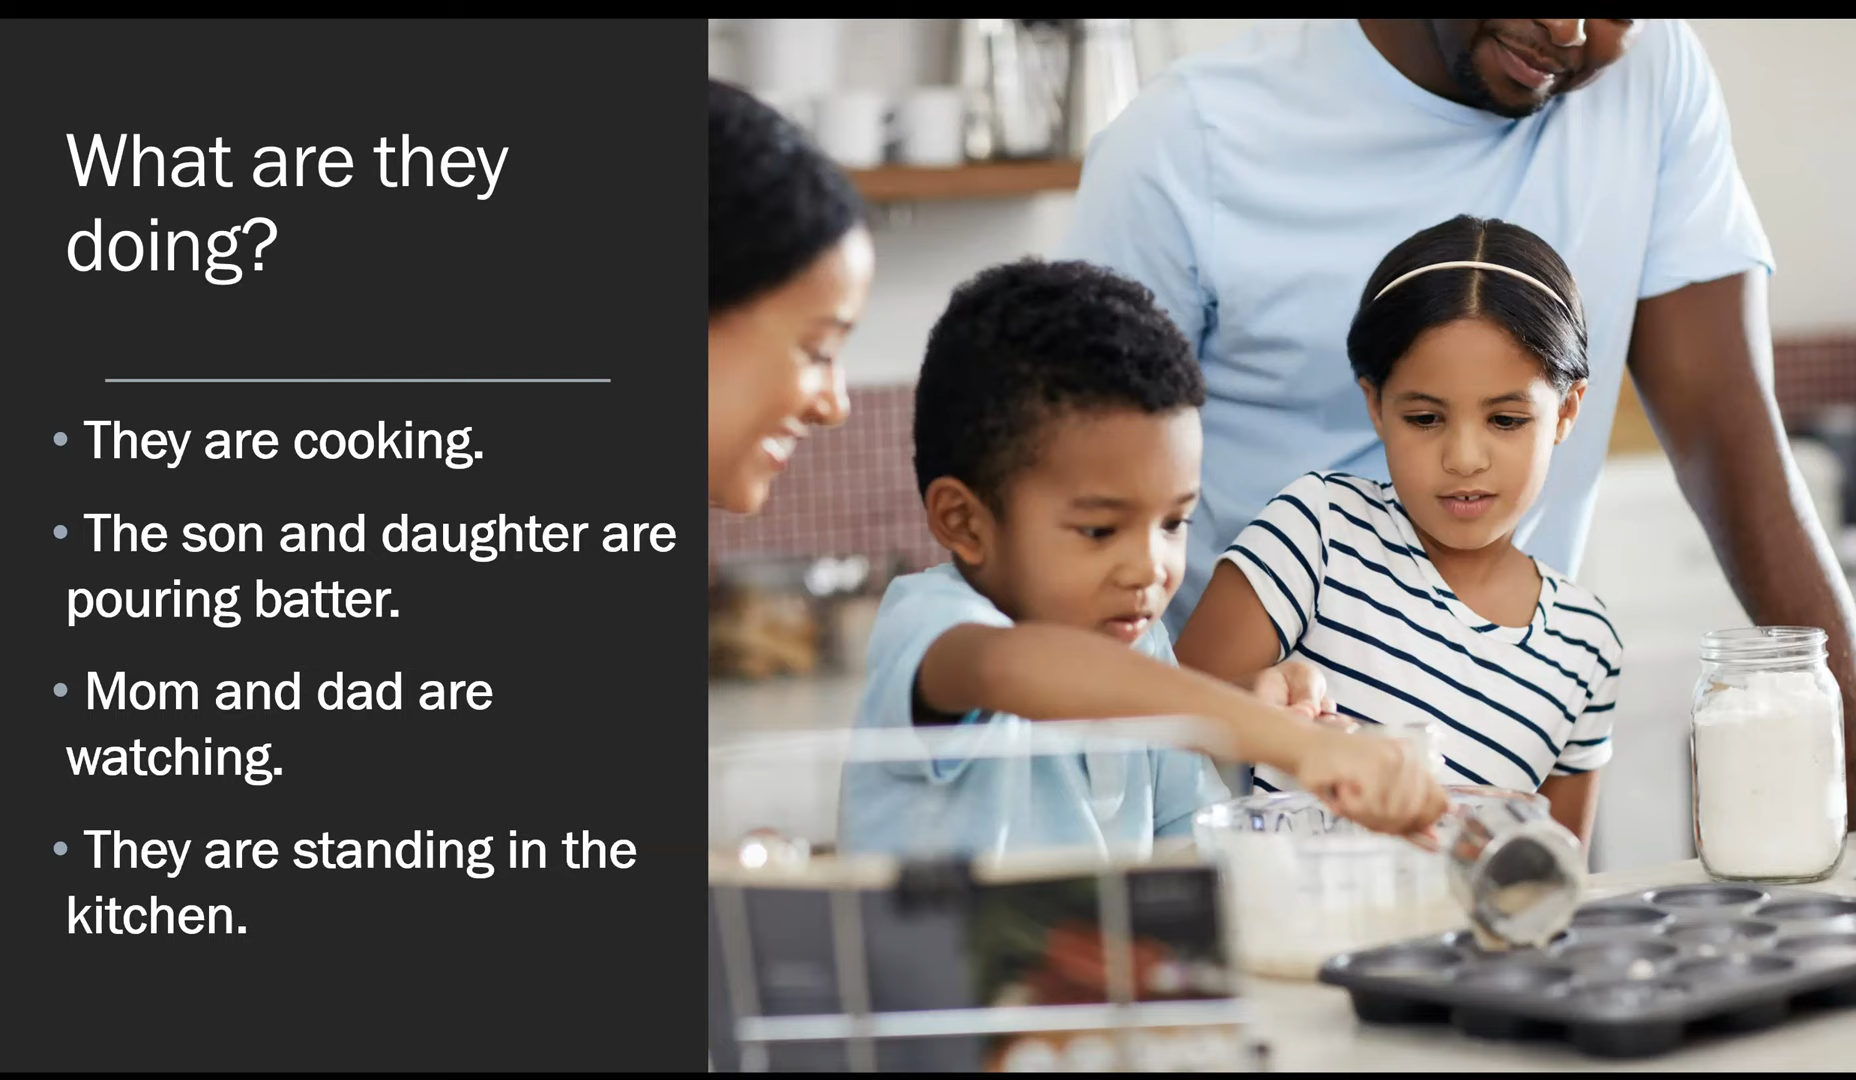 What are they
doing?
• They are cooking.
• The son and daughter are
pouring batter.
• Mom and dad are
watching.
• They are standing in the
kitchen.